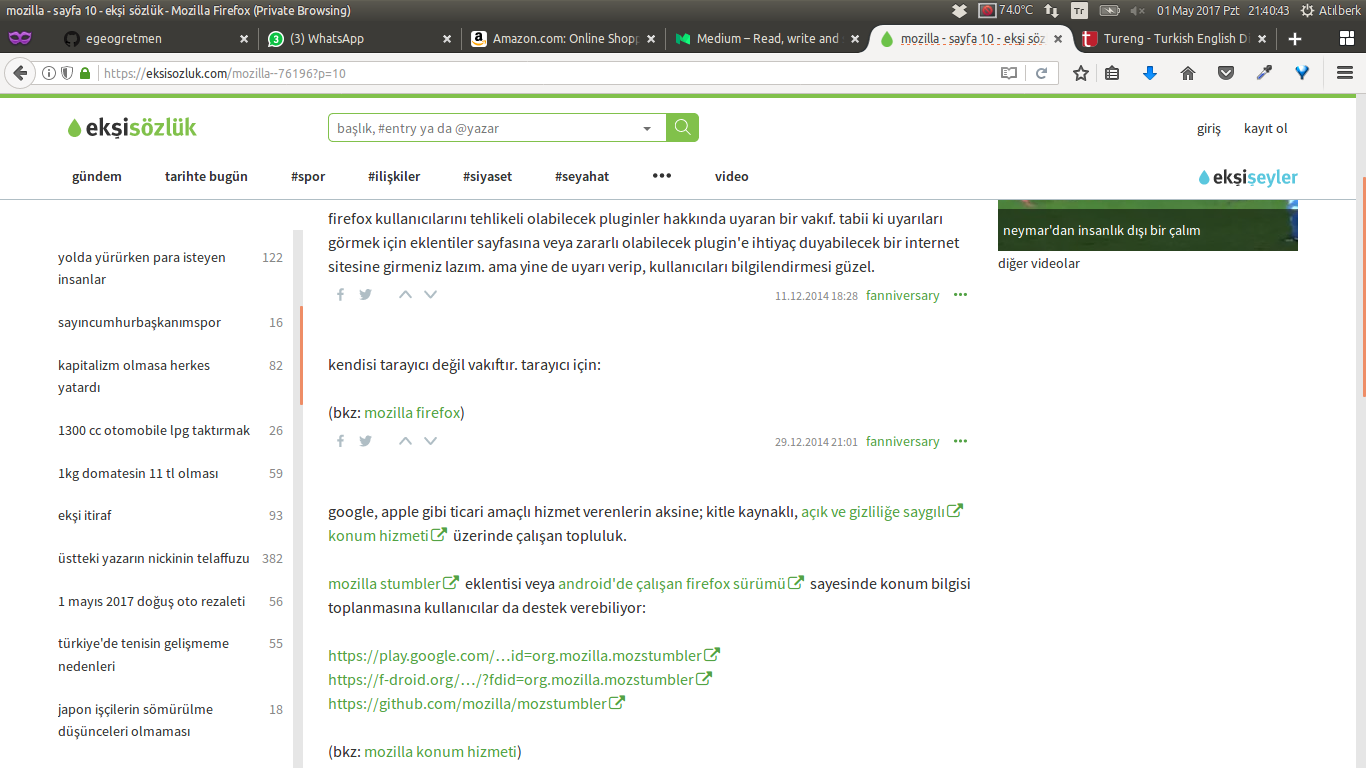 mozilla - sayfa 10 - ekşi sözlük - Mozilla Firefox (Private Browsing)
74.0°C Tr 01 May 2017 Pzt 21:40:43 Atılberk
egeogretmen
(3) WhatsApp
Amazon.com: Online Shopp
Medium – Read, write and
mozilla - sayfa 10 - ekşi söz
Tureng - Turkish English Di
https://eksisozluk.com/mozilla--76196?p=10
ekşisözlük
başlık, #entry ya da @yazar
giriş kayıt ol
gündem tarihte bugün #spor #ilişkiler #siyaset #seyahat ••• video
ekşişeyler
yolda yürürken para isteyen 122
insanlar
sayıncumhurbaşkanımspor 16
kapitalizm olmasa herkes 82
yatardı
1300 cc otomobile lpg taktırmak 26
1kg domatesin 11 tl olması 59
ekşi itiraf 93
üstteki yazarın nickinin telaffuzu 382
1 mayıs 2017 doğuş oto rezaleti 56
türkiye'de tenisin gelişmeme 55
nedenleri
japon işçilerin sömürülme 18
düşünceleri olmaması
firefox kullanıcılarını tehlikeli olabilecek pluginler hakkında uyaran bir vakıf. tabii ki uyarıları
görmek için eklentiler sayfasına veya zararlı olabilecek plugin'e ihtiyaç duyabilecek bir internet
sitesine girmeniz lazım. ama yine de uyarı verip, kullanıcıları bilgilendirmesi güzel.
11.12.2014 18:28 fanniversary •••
kendisi tarayıcı değil vakıftır. tarayıcı için:
(bkz: mozilla firefox)
29.12.2014 21:01 fanniversary •••
google, apple gibi ticari amaçlı hizmet verenlerin aksine; kitle kaynaklı, açık ve gizliliğe saygılı
konum hizmeti üzerinde çalışan topluluk.
mozilla stumbler eklentisi veya android'de çalışan firefox sürümü sayesinde konum bilgisi
toplanmasına kullanıcılar da destek verebiliyor:
https://play.google.com/…id=org.mozilla.mozstumbler
https://f-droid.org/…/?fdid=org.mozilla.mozstumbler
https://github.com/mozilla/mozstumbler
(bkz: mozilla konum hizmeti)
neymar'dan insanlık dışı bir çalım
diğer videolar